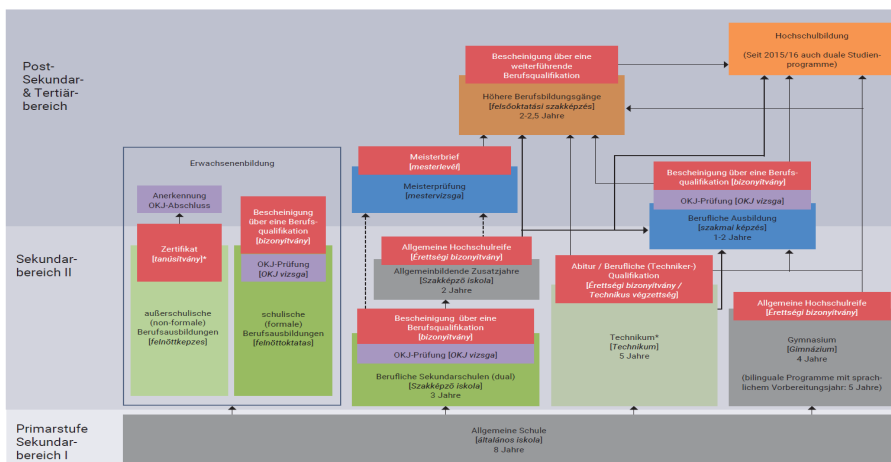 Post-
Sekundar-
& Tertiär-
bereich
Hochschulbildung
(Seit 2015/16 auch duale Studien-
programme)
Bescheinigung über eine
weiterführende
Berufsqualifikation
Höhere Berufsbildungsgänge
[felsőoktatási szakképzés]
2-2,5 Jahre
Erwachsenenbildung
Anerkennung
OKJ-Abschluss
Bescheinigung
über eine Berufs-
qualifikation
[bizonyítvány]
OKJ-Prüfung
[OKJ vizsga]
schulische
(formale)
Berufsausbildungen
[felnőttoktatas]
Zertifikat
[tanúsítvány]*
außerschulische
(non-formale)
Berufsausbildungen
[felnőttkepzes]
Meisterbrief
[mesterlevél]
Meisterprüfung
[mestervizsga]
Bescheinigung über eine Berufs-
qualifikation [bizonyítvány]
OKJ-Prüfung [OKJ vizsga]
Berufliche Ausbildung
[szakmai képzés]
1-2 Jahre
Sekundar-
bereich II
Allgemeine Hochschulreife
[Érettségi bizonyítvány]
Allgemeinbildende Zusatzjahre
[Szakképző iskola]
2 Jahre
Bescheinigung über eine
Berufsqualifikation
[bizonyítvány]
OKJ-Prüfung [OKJ vizsga]
Berufliche Sekundarschulen (dual)
[Szakképző iskola]
3 Jahre
Abitur / Berufliche (Techniker-)
Qualifikation
[Érettségi bizonyítvány /
Technikus végzettség]
Technikum*
[Technikum]
5 Jahre
Allgemeine Hochschulreife
[Érettségi bizonyítvány]
Gymnasium
[Gimnázium]
4 Jahre
(bilinguale Programme mit sprach-
lichem Vorbereitungsjahr: 5 Jahre)
Primarstufe
Sekundar-
bereich I
Allgemeine Schule
[általános iskola]
8 Jahre